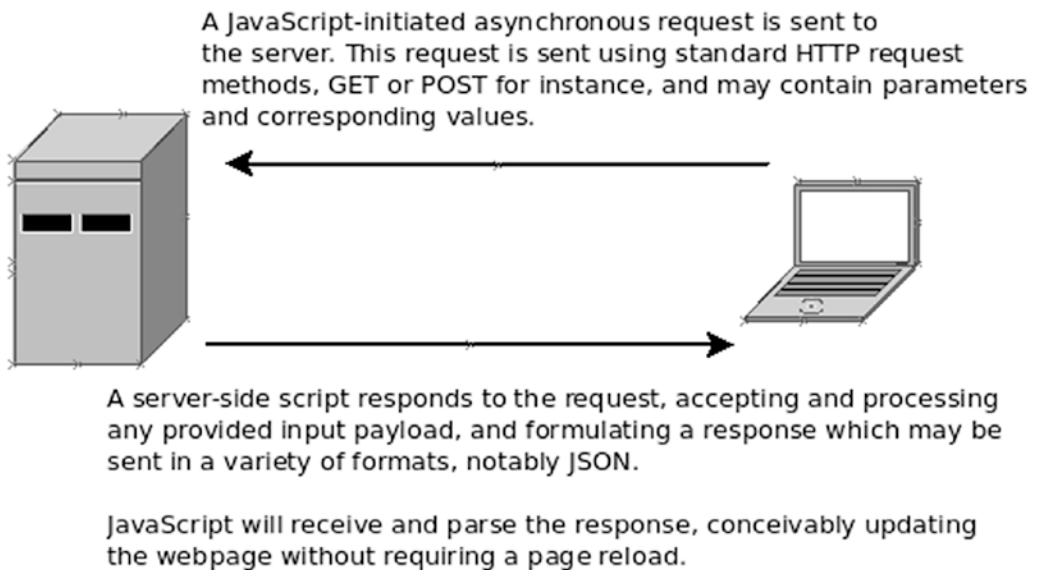 A JavaScript-initiated asynchronous request is sent to
the server. This request is sent using standard HTTP request
methods, GET or POST for instance, and may contain parameters
and corresponding values.
A server-side script responds to the request, accepting and processing
any provided input payload, and formulating a response which may be
sent in a variety of formats, notably JSON.
JavaScript will receive and parse the response, conceivably updating
the webpage without requiring a page reload.